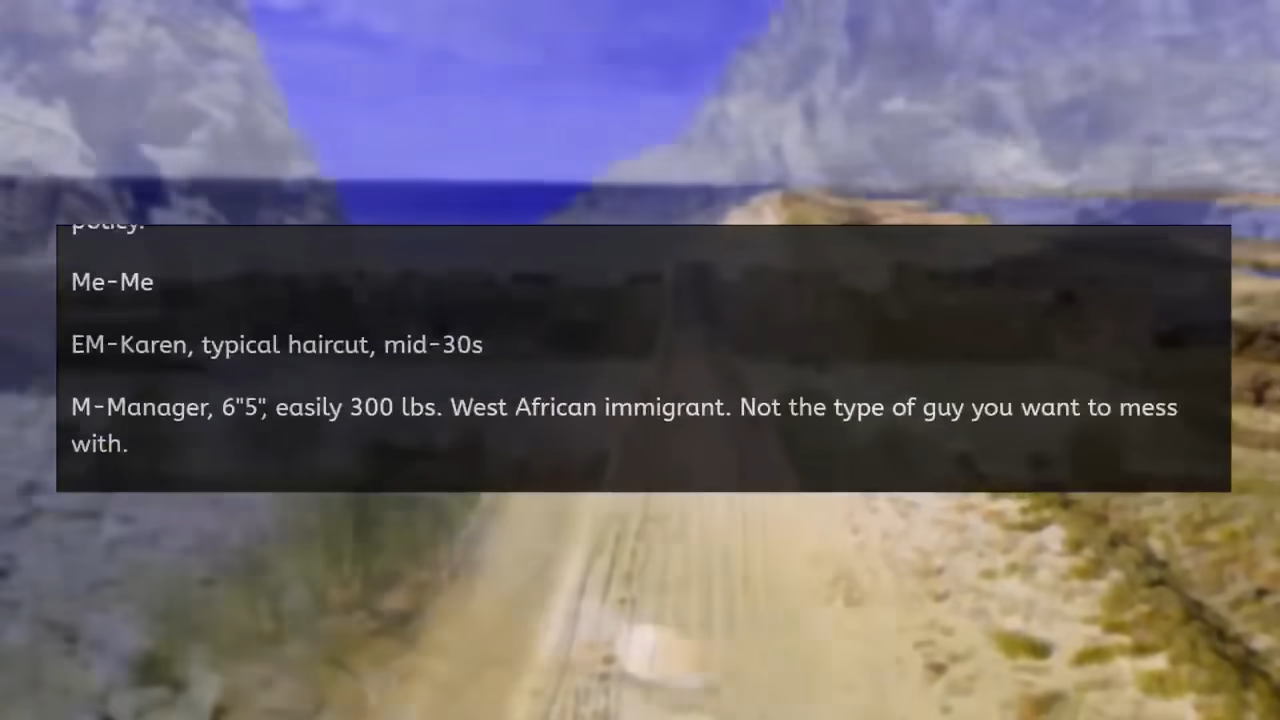 policy.
Me-Me
EM-Karen, typical haircut, mid-30s
M-Manager, 6"5", easily 300 lbs. West African immigrant. Not the type of guy you want to mess
with.